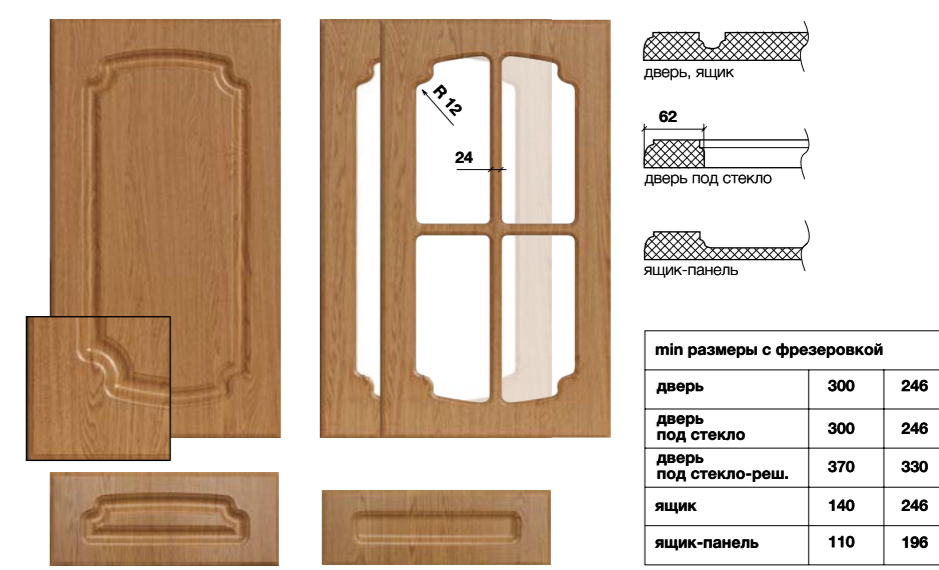 R 12
24
дверь, ящик
62
дверь под стекло
ящик-панель
min размеры с фрезеровкой
дверь 300 246
дверь под стекло 300 246
дверь под стекло-реш. 370 330
ящик 140 246
ящик-панель 110 196